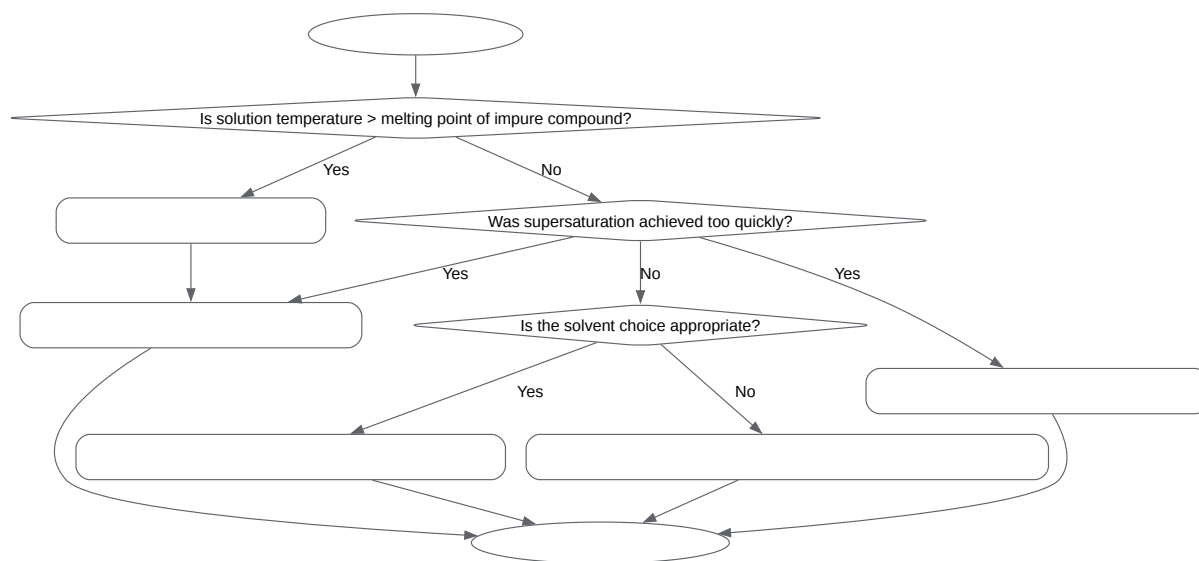 Is solution temperature > melting point of impure compound?
Yes
No
Was supersaturation achieved too quickly?
Yes
No
Yes
Is the solvent choice appropriate?
Yes
No